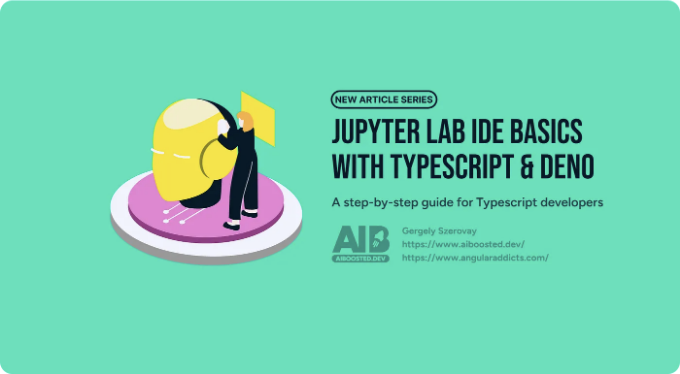 NEW ARTICLE SERIES
JUPYTER LAB IDE BASICS
WITH TYPESCRIPT & DENO
A step-by-step guide for Typescript developers
AIB
AIBOOSTED.DEV
Gergely Szerovay
https://www.aiboosted.dev/
https://www.angularaddicts.com/